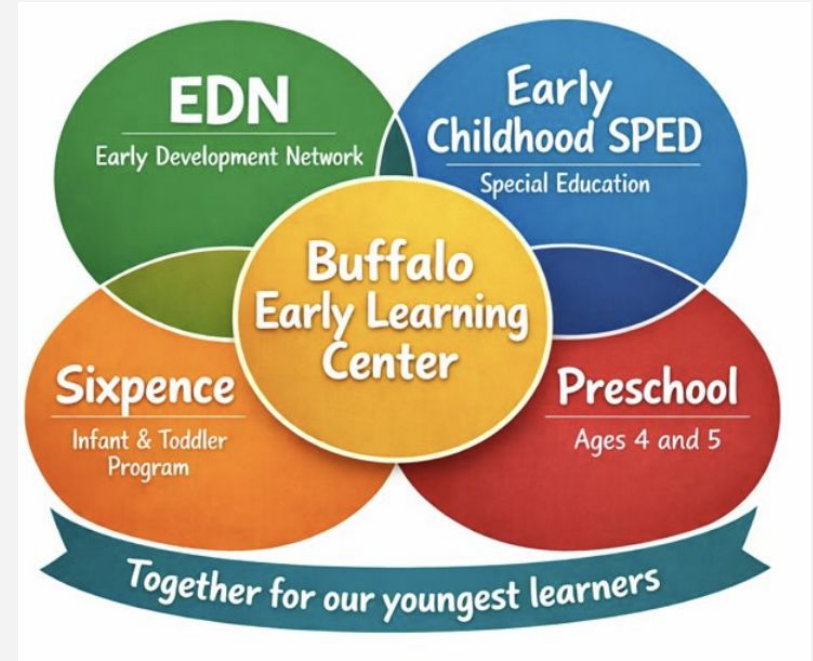 EDN
Early Development Network
Early
Childhood SPED
Special Education
Buffalo
Early Learning
Center
Sixpence
Infant & Toddler
Program
Preschool
Ages 4 and 5
Together for our youngest learners